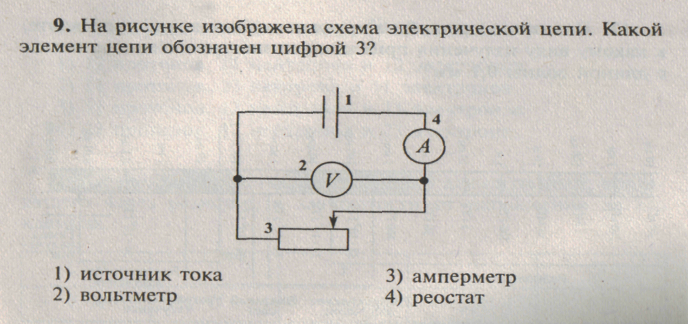 9. На рисунке изображена схема электрической цепи. Какой
элемент цепи обозначен цифрой 3?
1
4
A
2
V
3
1) источник тока
2) вольтметр
3) амперметр
4) реостат